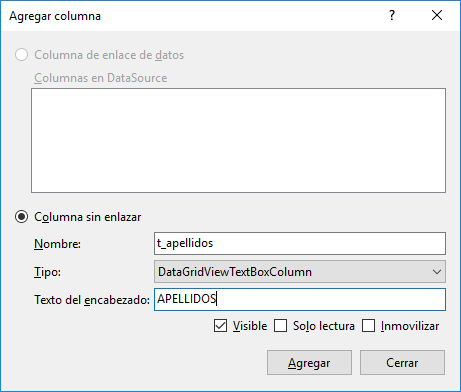 Agregar columna
Columna de enlace de datos
Columnas en DataSource
Columna sin enlazar
Nombre: t_apellidos
Tipo: DataGridViewTextBoxColumn
Texto del encabezado: APELLIDOS
Visible Solo lectura Inmovilizar
Agregar Cerrar